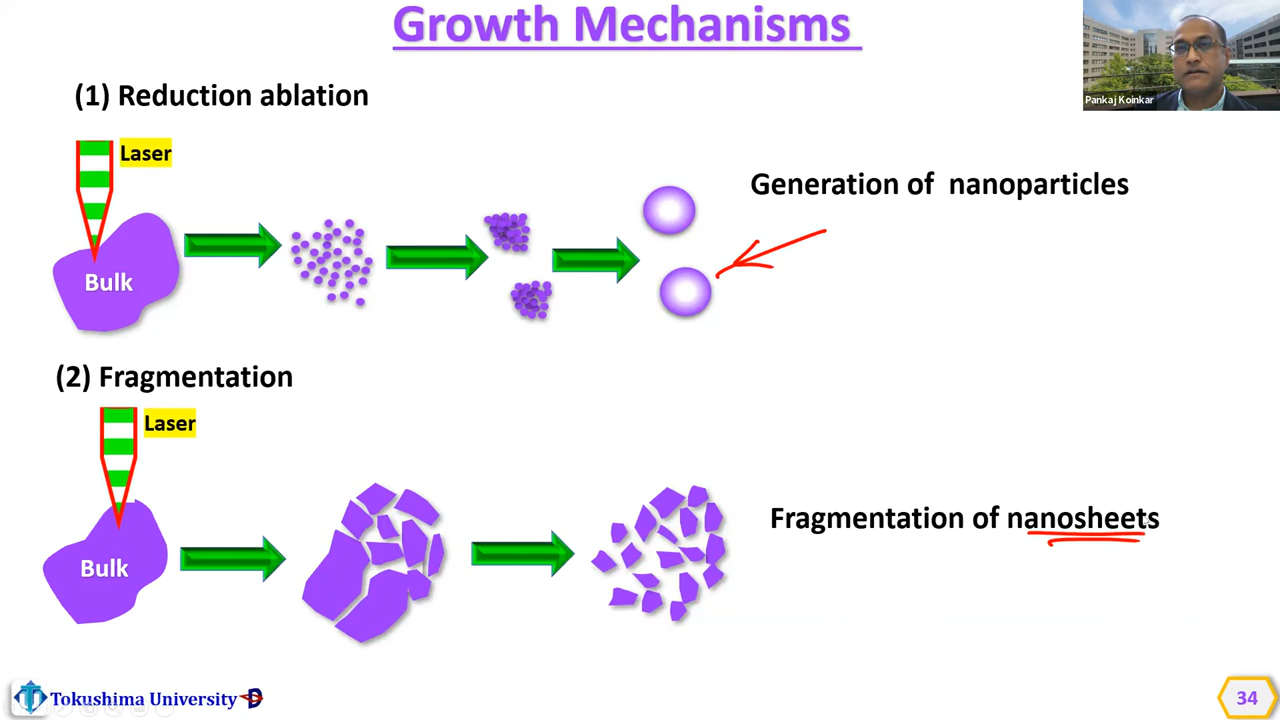 Growth Mechanisms
Pankaj Koinkar
(1) Reduction ablation
Laser
Generation of nanoparticles
Bulk
(2) Fragmentation
Laser
Fragmentation of nanosheets
Bulk
Tokushima University
34